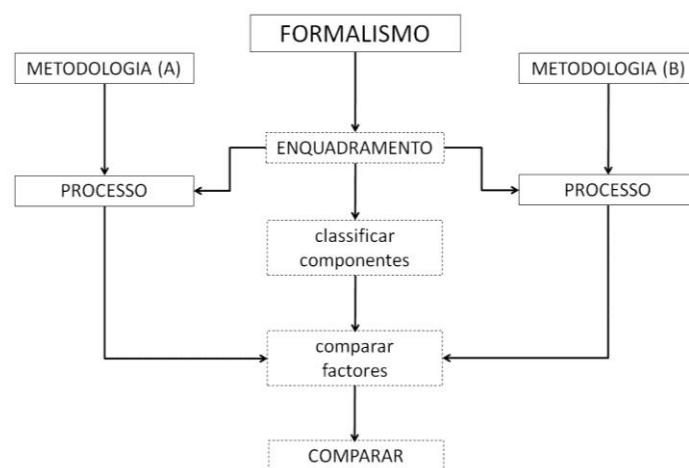 FORMALISMO
METODOLOGIA (A)
METODOLOGIA (B)
ENQUADRAMENTO
PROCESSO
PROCESSO
classificar
componentes
comparar
factores
COMPARAR